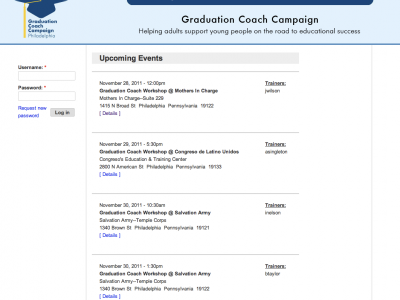 Graduation
Coach
Campaign
Philadelphia
Graduation Coach Campaign
Helping adults support young people on the road to educational success
Username: *
Password: *
Request new password
Log in
Upcoming Events
November 28, 2011 - 12:00pm
Graduation Coach Workshop @ Mothers In Charge
Mothers In Charge--Suite 229
1415 N Broad St Philadelphia Pennsylvania 19122
[ Details ]
Trainers:
jwilson
November 29, 2011 - 5:30pm
Graduation Coach Workshop @ Congreso de Latino Unidos
Congreso's Education & Training Center
2800 N American St Philadelphia Pennsylvania 19133
[ Details ]
Trainers:
asingleton
November 30, 2011 - 10:30am
Graduation Coach Workshop @ Salvation Army
Salvation Army--Temple Corps
1340 Brown St Philadelphia Pennsylvania 19121
[ Details ]
Trainers:
inelson
November 30, 2011 - 1:30pm
Graduation Coach Workshop @ Salvation Army
Salvation Army--Temple Corps
1340 Brown St Philadelphia Pennsylvania 19122
[ Details ]
Trainers:
btaylor